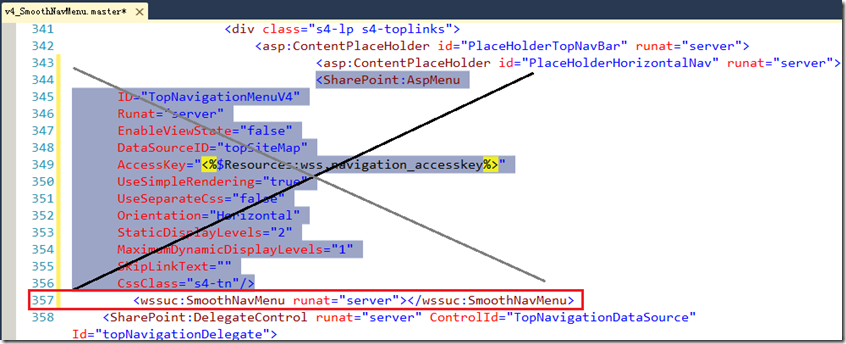 v4_SmoothNavMenu.master*
341 <div class="s4-lp s4-toplinks">
342 <asp:ContentPlaceHolder id="PlaceHolderTopNavBar" runat="server">
343 <asp:ContentPlaceHolder id="PlaceHolderHorizontalNav" runat="server">
344 <SharePoint:AspMenu
345 ID="TopNavigationMenuV4"
346 Runat="server"
347 EnableViewState="false"
348 DataSourceID="topSiteMap"
349 AccessKey="<%$Resources:wss,navigation_accesskey%>"
350 UseSimpleRendering="true"
351 UseSeparateCss="false"
352 Orientation="Horizontal"
353 StaticDisplayLevels="2"
354 MaximumDynamicDisplayLevels="1"
355 SkipLinkText=""
356 CssClass="s4-tn"/>
357 <wssuc:SmoothNavMenu runat="server"></wssuc:SmoothNavMenu>
358 <SharePoint:DelegateControl runat="server" ControlId="TopNavigationDataSource"
Id="topNavigationDelegate">